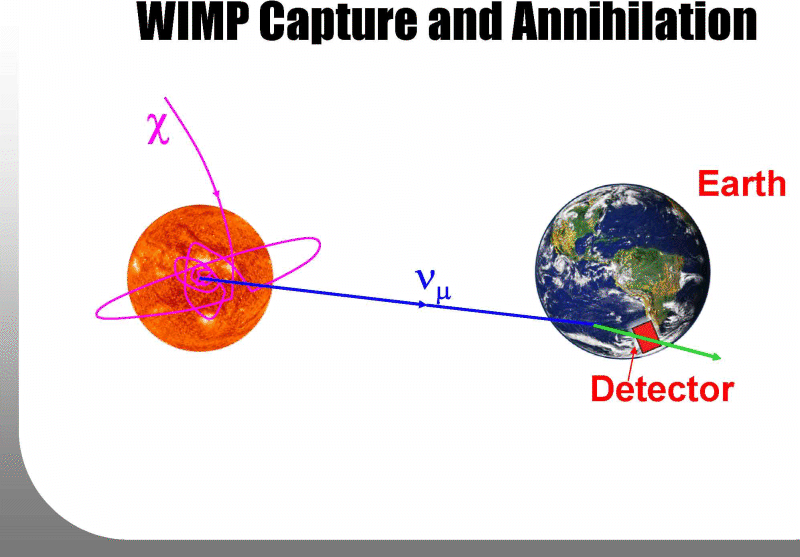 WIMP Capture and Annihilation
χ
Earth
νμ
Detector